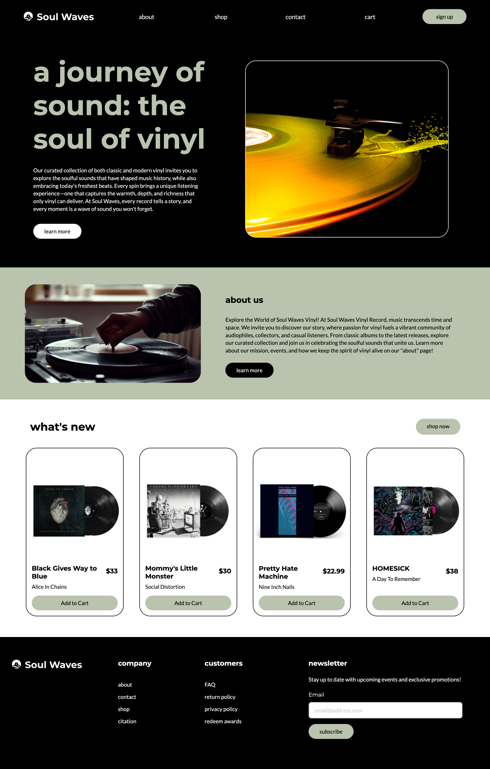 Soul Waves
about
shop
contact
cart
sign up
a journey of
sound: the
soul of vinyl
Our curated collection of both classic and modern vinyl invites you to
explore the soulful sounds that have shaped music history, while also
embracing today's freshest beats. Every spin brings a unique listening
experience—one that captures the warmth, depth, and richness that
only vinyl can deliver. At Soul Waves, every record tells a story, and
every moment is a wave of sound you won't forget.
learn more
about us
Explore the World of Soul Waves Vinyl! At Soul Waves Vinyl Record, music transcends time and
space. We invite you to discover our story, where passion for vinyl fuels a vibrant community of
audiophiles, collectors, and casual listeners. From classic albums to the latest releases, explore
our curated collection and join us in celebrating the soulful sounds that unite us. Learn more
about our mission, events, and how we keep the spirit of vinyl alive on our "about" page!
learn more
what's new
shop now
Black Gives Way to
Blue
$33
Alice In Chains
Add to Cart
Mommy's Little
Monster
$30
Social Distortion
Add to Cart
Pretty Hate
Machine
$22.99
Nine Inch Nails
Add to Cart
HOMESICK
$38
A Day To Remember
Add to Cart
Soul Waves
company
about
contact
shop
citation
customers
FAQ
return policy
privacy policy
redeem awards
newsletter
Stay up to date with upcoming events and exclusive promotions!
Email
email@address.com
subscribe